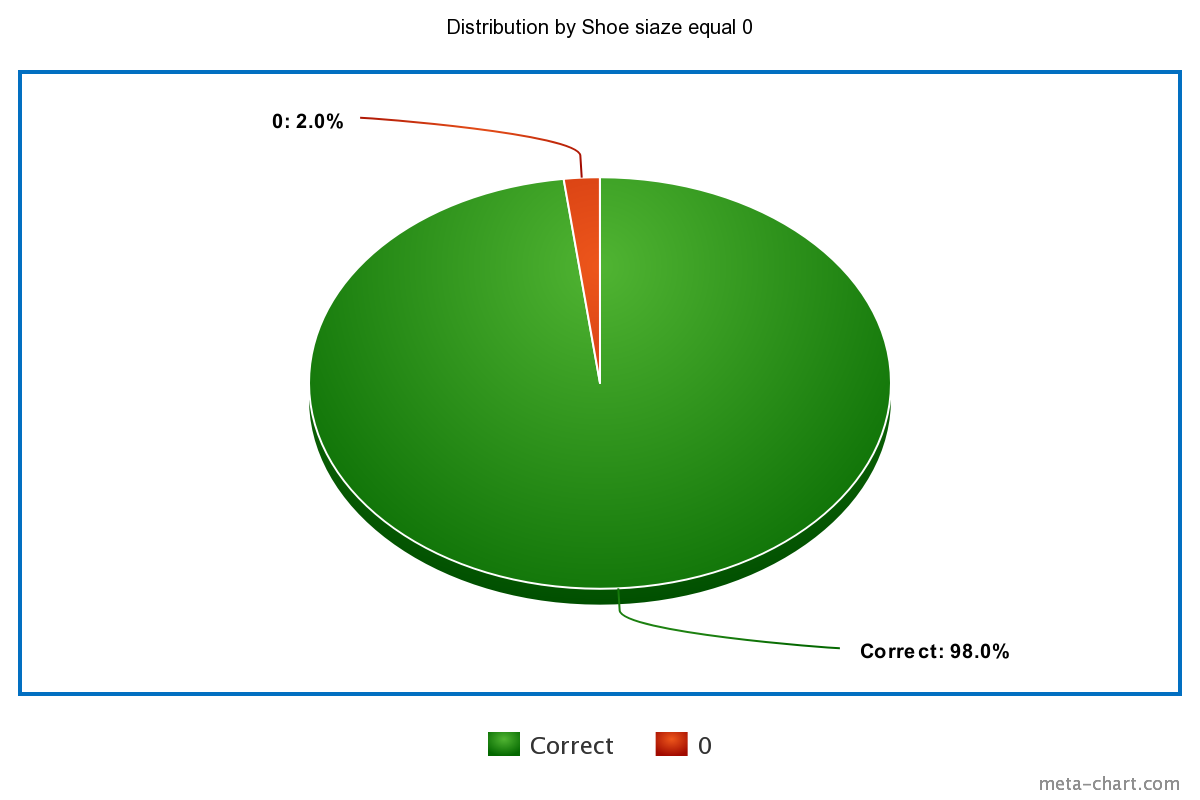 Distribution by Shoe siaze equal 0
0: 2.0%
Correct: 98.0%
Correct 0
meta-chart.com